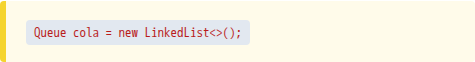 Queue cola = new LinkedList<>();